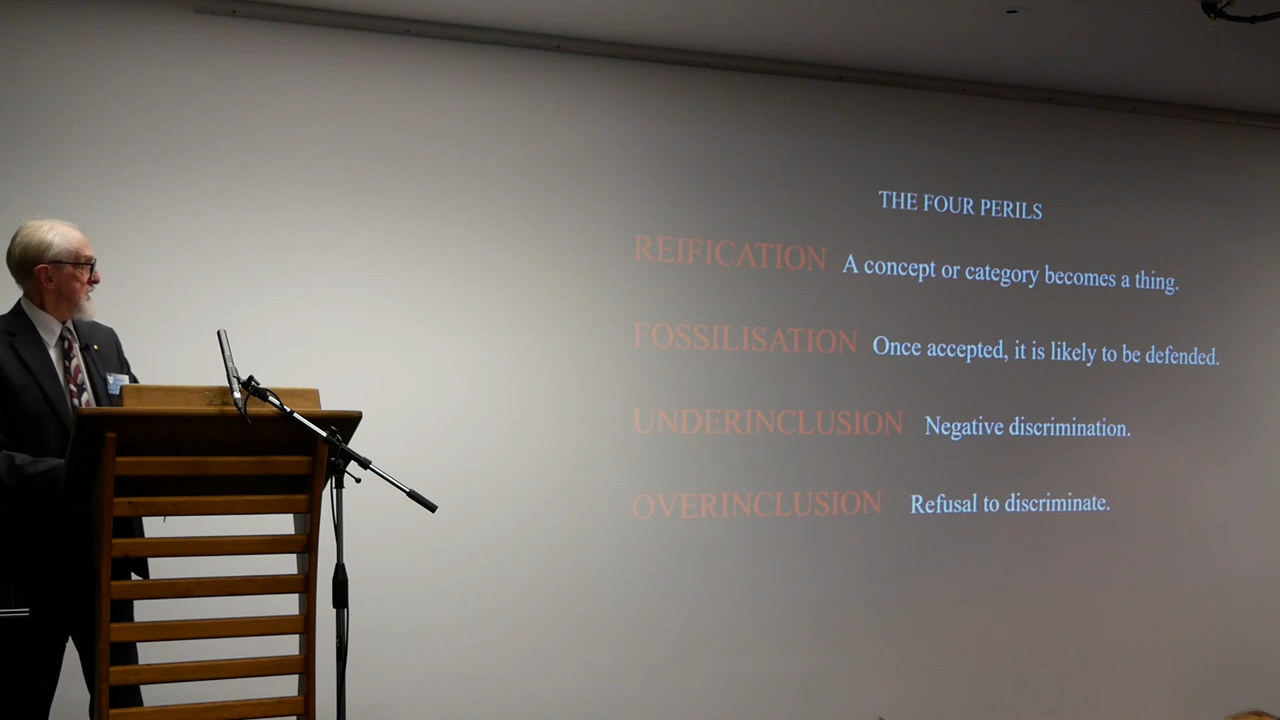 THE FOUR PERILS
REIFICATION A concept or category becomes a thing.
FOSSILISATION Once accepted, it is likely to be defended.
UNDERINCLUSION Negative discrimination.
OVERINCLUSION Refusal to discriminate.